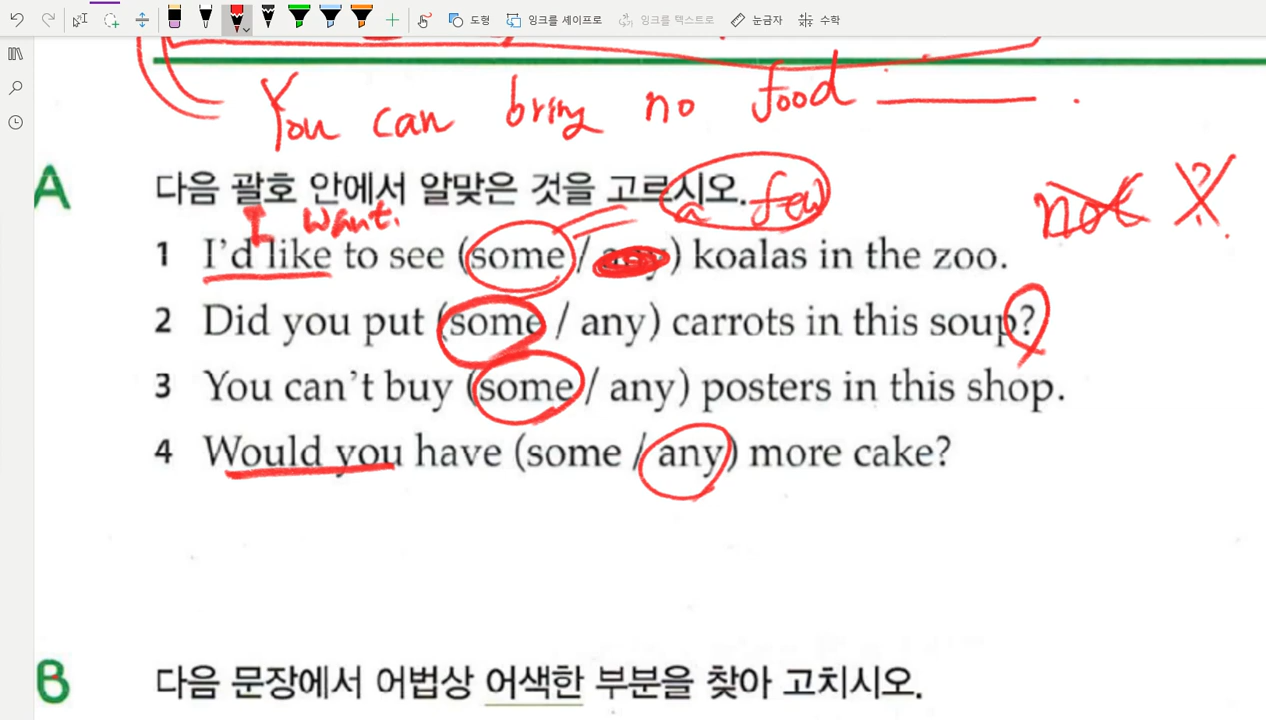 도형 잉크를 셰이프로 잉크를 텍스트로 눈금자 수학
You can bring no food
A 다음 괄호 안에서 알맞은 것을 고르시오. a few not ?
I want.
1 I'd like to see (some / ) koalas in the zoo.
2 Did you put (some / any) carrots in this soup?
3 You can't buy (some / any) posters in this shop.
4 Would you have (some / any) more cake?
B 다음 문장에서 어법상 어색한 부분을 찾아 고치시오.